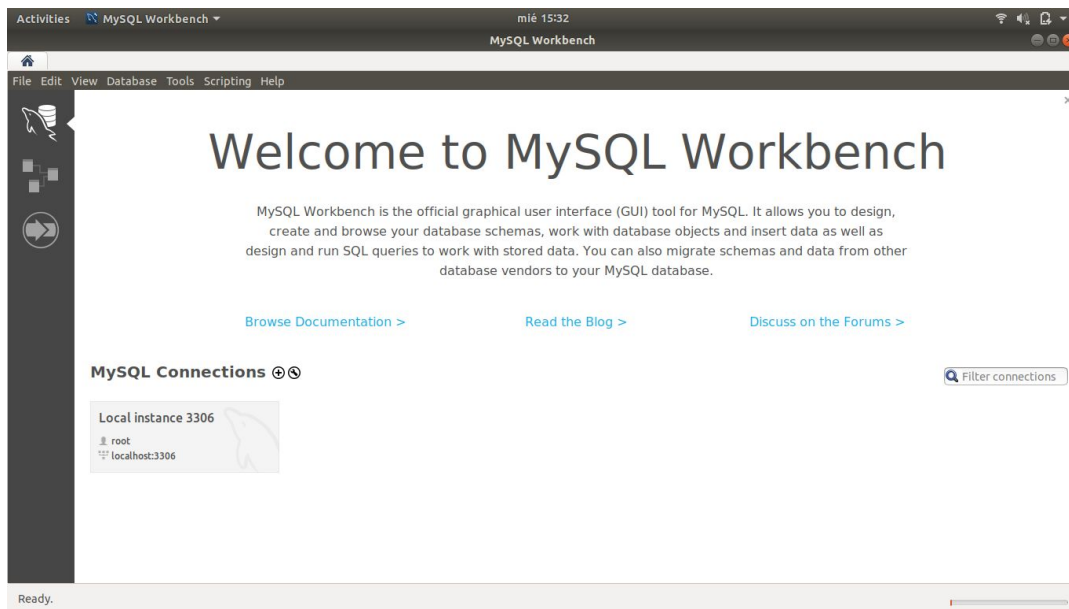 Activities MySQL Workbench mié 15:32
MySQL Workbench
File Edit View Database Tools Scripting Help
Welcome to MySQL Workbench
MySQL Workbench is the official graphical user interface (GUI) tool for MySQL. It allows you to design,
create and browse your database schemas, work with database objects and insert data as well as
design and run SQL queries to work with stored data. You can also migrate schemas and data from other
database vendors to your MySQL database.
Browse Documentation > Read the Blog > Discuss on the Forums >
MySQL Connections Filter connections
Local instance 3306
root
localhost:3306
Ready.